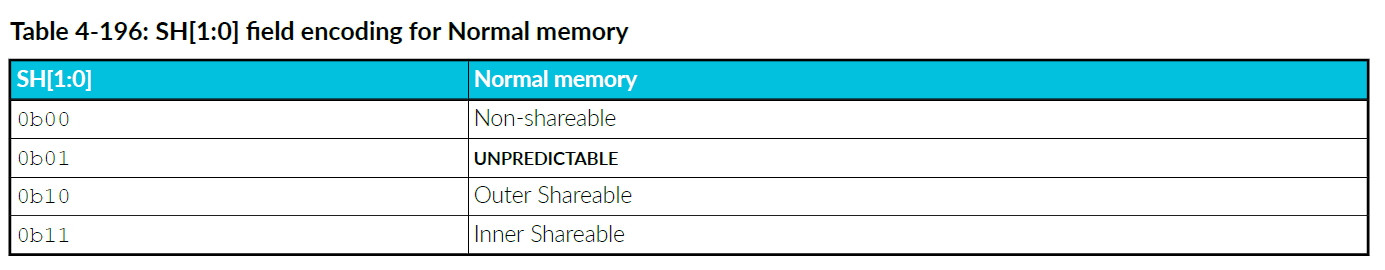 Table 4-196: SH[1:0] field encoding for Normal memory
SH[1:0] Normal memory
0b00 Non-shareable
0b01 UNPREDICTABLE
0b10 Outer Shareable
0b11 Inner Shareable